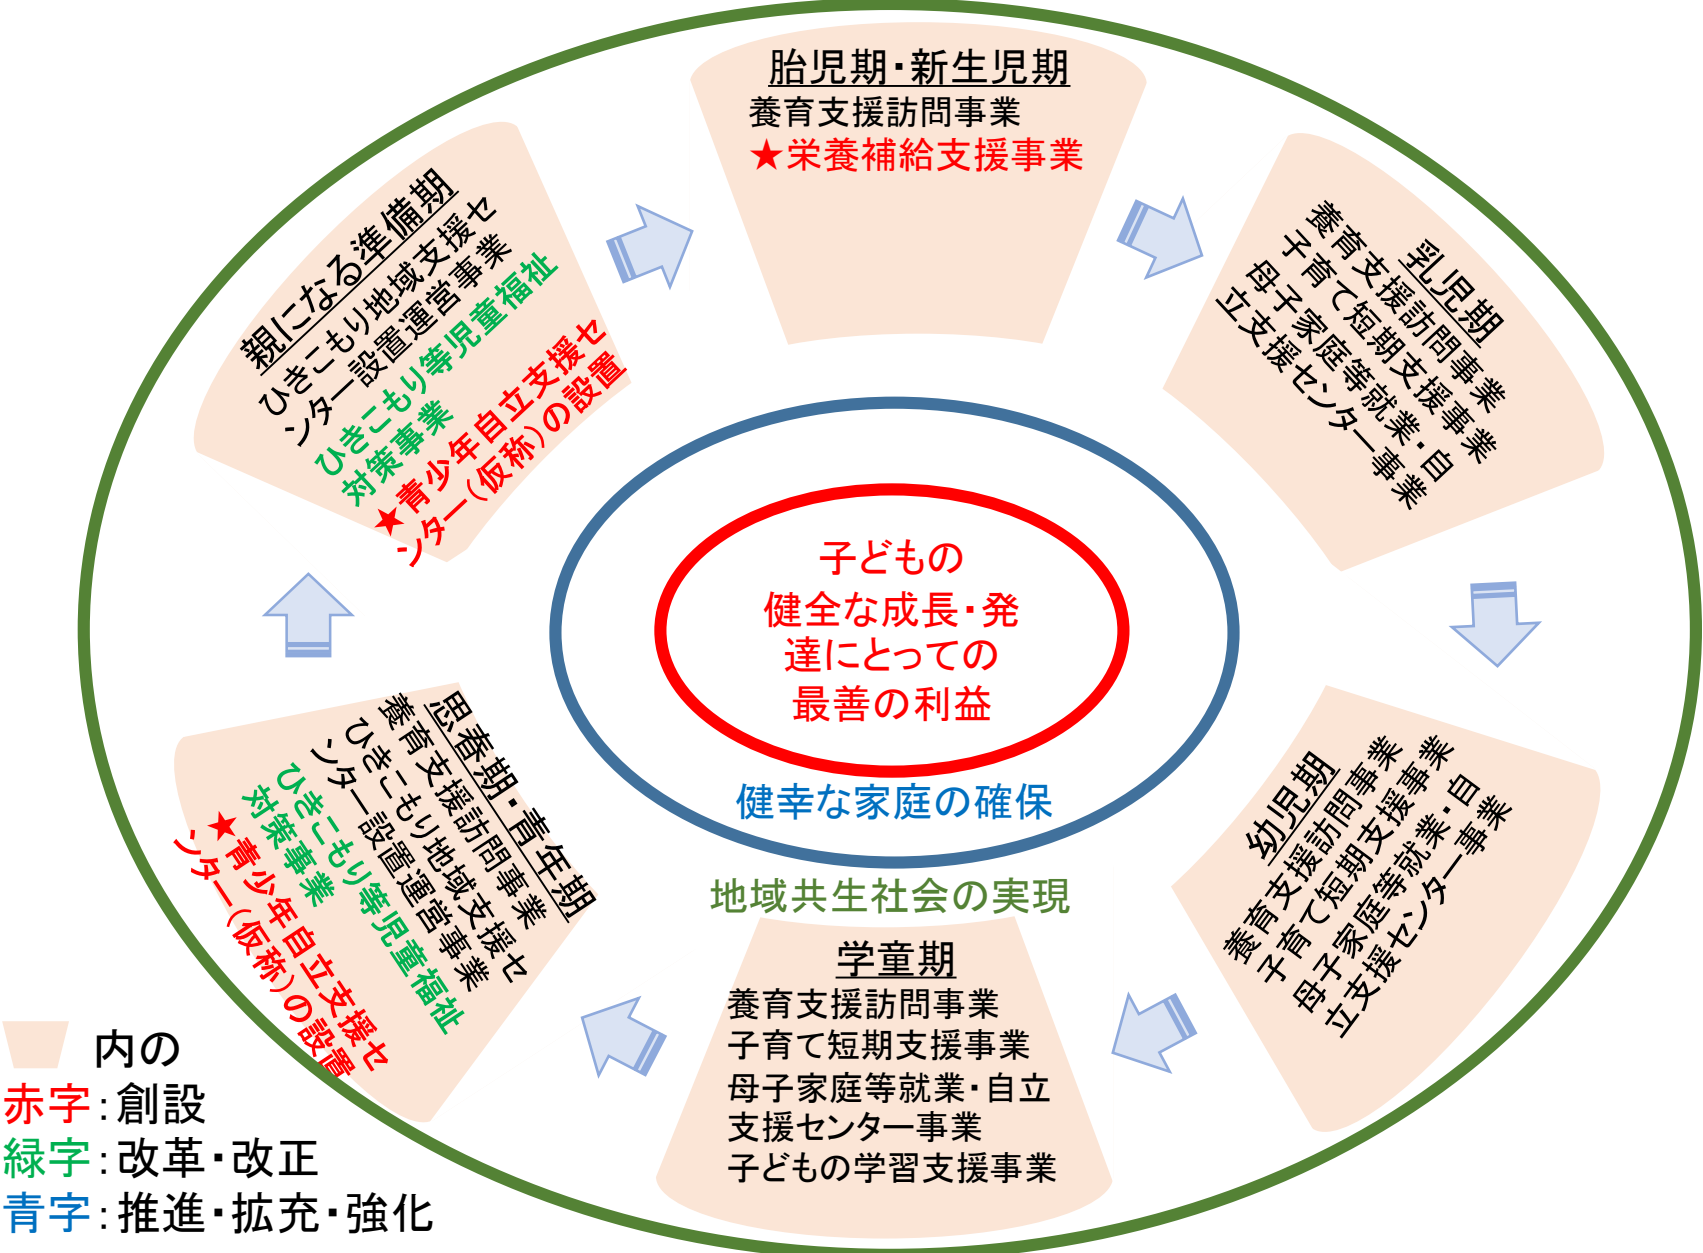 胎児期・新生児期
養育支援訪問事業
★栄養補給支援事業
乳児期
養育支援訪問事業
子育て短期支援事業
母子家庭等就業・自
立支援センター事業
幼児期
養育支援訪問事業
子育て短期支援事業
母子家庭等就業・自
立支援センター事業
学童期
養育支援訪問事業
子育て短期支援事業
母子家庭等就業・自立
支援センター事業
子どもの学習支援事業
思春期・青年期
養育支援訪問事業
ひきこもり地域支援セ
ンター設置運営事業
ひきこもり等児童福祉
対策事業
★青少年自立支援セ
ンター(仮称)の設置
親になる準備期
ひきこもり地域支援セ
ンター設置運営事業
ひきこもり等児童福祉
対策事業
★青少年自立支援セ
ンター(仮称)の設置
子どもの
健全な成長・発
達にとっての
最善の利益
健幸な家庭の確保
地域共生社会の実現
内の
赤字:創設
緑字:改革・改正
青字:推進・拡充・強化